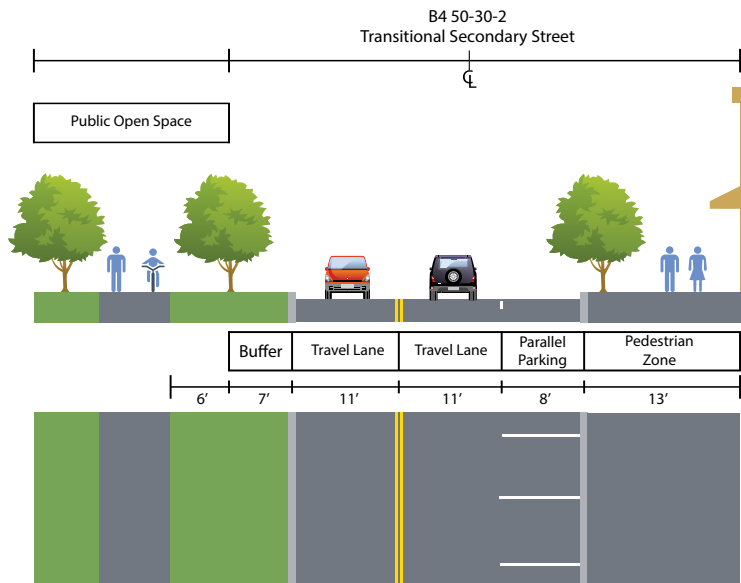 B4 50-30-2
Transitional Secondary Street
℄
Public Open Space
Buffer
Travel Lane
Travel Lane
Parallel
Parking
Pedestrian
Zone
6’
7’
11’
11’
8’
13’